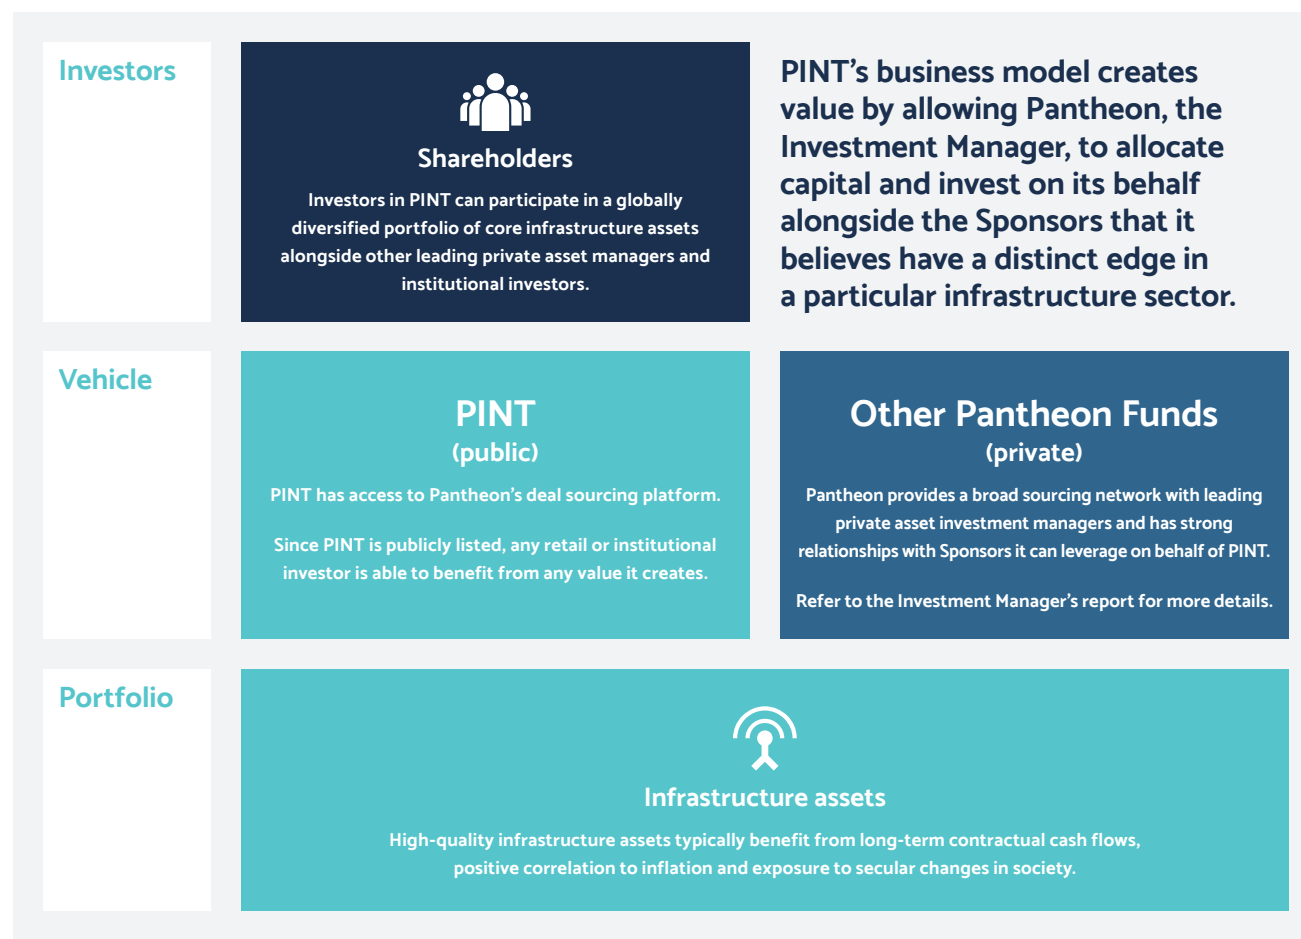 Investors
Shareholders
Investors in PINT can participate in a globally
diversified portfolio of core infrastructure assets
alongside other leading private asset managers and
institutional investors.
PINT’s business model creates
value by allowing Pantheon, the
Investment Manager, to allocate
capital and invest on its behalf
alongside the Sponsors that it
believes have a distinct edge in
a particular infrastructure sector.
Vehicle
PINT
(public)
PINT has access to Pantheon’s deal sourcing platform.
Since PINT is publicly listed, any retail or institutional
investor is able to benefit from any value it creates.
Other Pantheon Funds
(private)
Pantheon provides a broad sourcing network with leading
private asset investment managers and has strong
relationships with Sponsors it can leverage on behalf of PINT.
Refer to the Investment Manager’s report for more details.
Portfolio
Infrastructure assets
High-quality infrastructure assets typically benefit from long-term contractual cash flows,
positive correlation to inflation and exposure to secular changes in society.